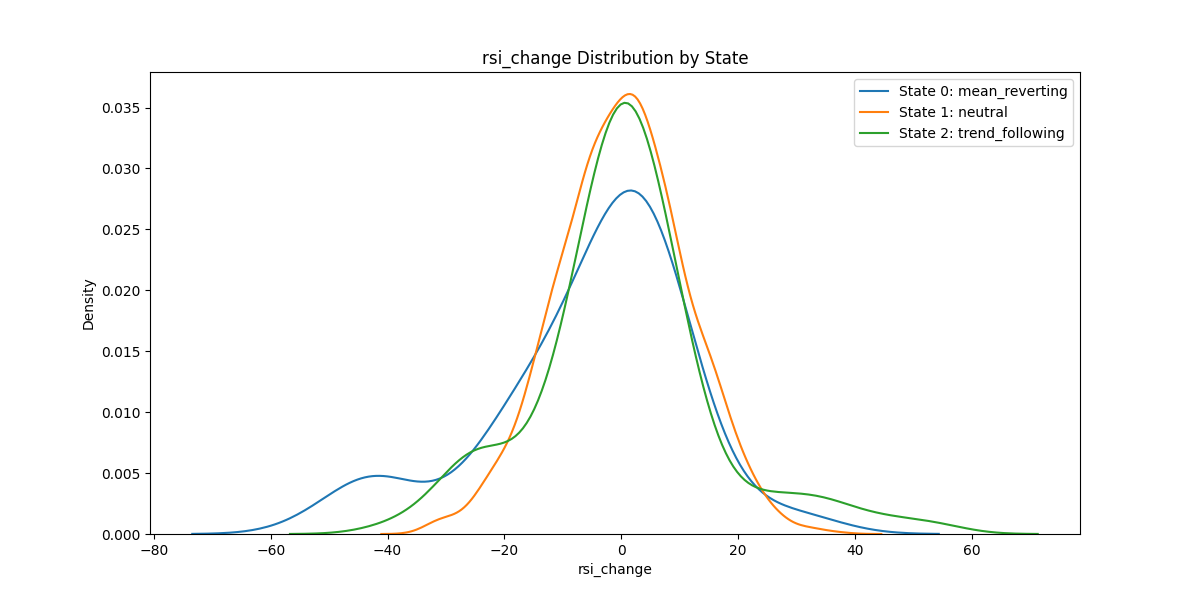 rsi_change Distribution by State
State 0: mean_reverting
State 1: neutral
State 2: trend_following
Density
0.035
0.030
0.025
0.020
0.015
0.010
0.005
0.000
−80 −60 −40 −20 0 20 40 60
rsi_change